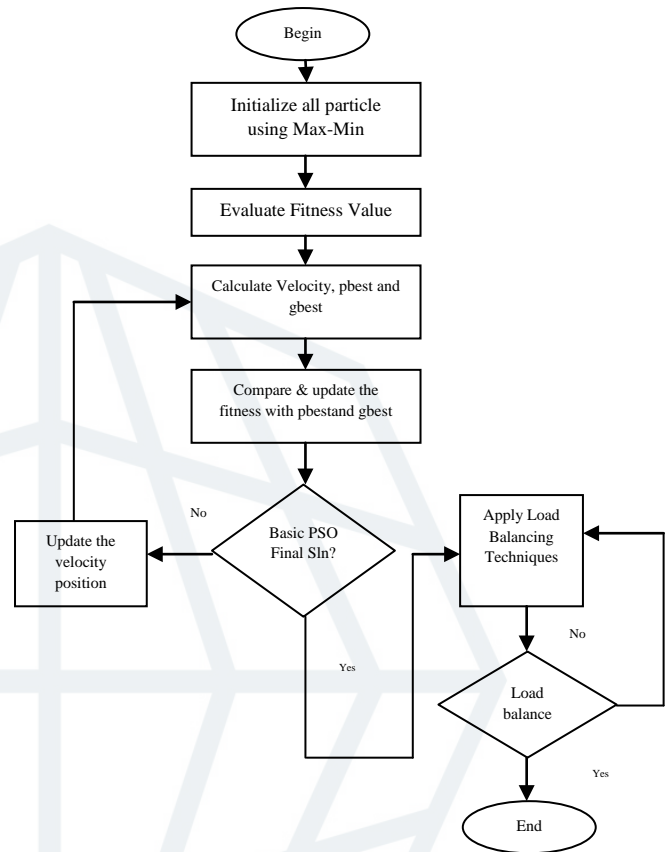 Begin
Initialize all particle
using Max-Min
Evaluate Fitness Value
Calculate Velocity, pbest and
gbest
Compare & update the
fitness with pbestand gbest
No
Basic PSO
Final Sln?
Update the
velocity
position
Yes
Apply Load
Balancing
Techniques
No
Load
balance
Yes
End